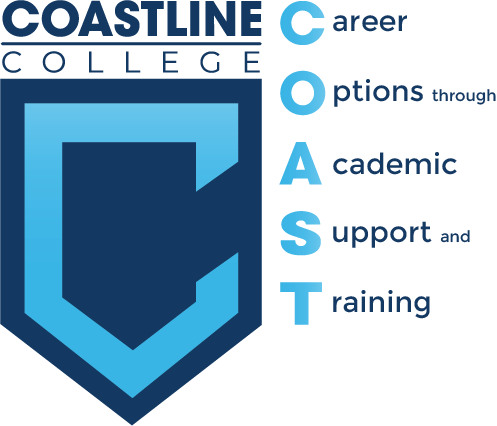 COASTLINE
COLLEGE
Career
Options through
Academic
Support and
Training